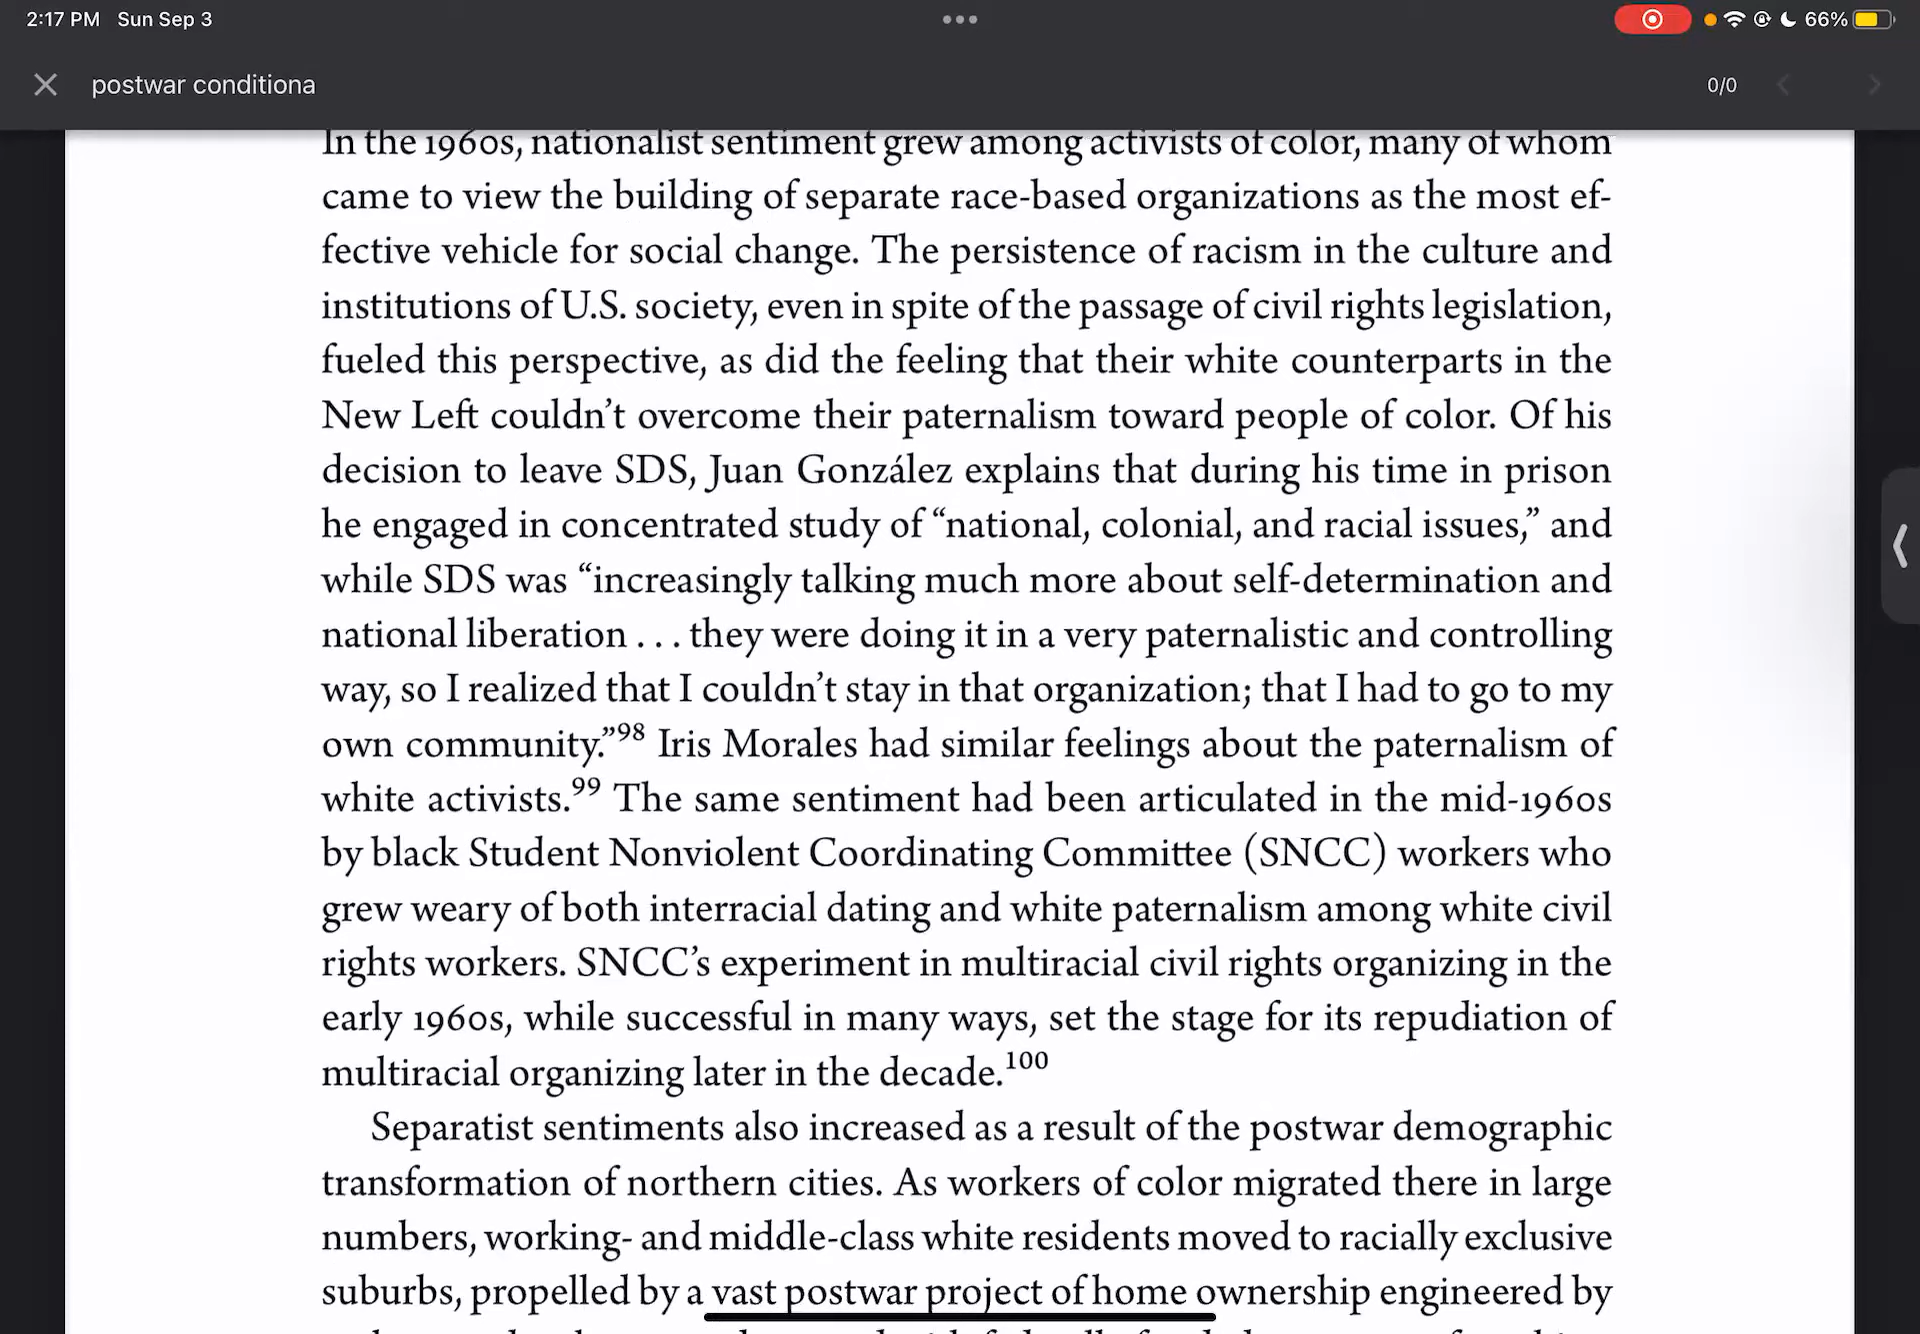 2:17 PM Sun Sep 3
66%
postwar conditiona
0/0
In the 1960s, nationalist sentiment grew among activists of color, many of whom
came to view the building of separate race-based organizations as the most ef-
fective vehicle for social change. The persistence of racism in the culture and
institutions of U.S. society, even in spite of the passage of civil rights legislation,
fueled this perspective, as did the feeling that their white counterparts in the
New Left couldn’t overcome their paternalism toward people of color. Of his
decision to leave SDS, Juan González explains that during his time in prison
he engaged in concentrated study of “national, colonial, and racial issues,” and
while SDS was “increasingly talking much more about self-determination and
national liberation . . . they were doing it in a very paternalistic and controlling
way, so I realized that I couldn’t stay in that organization; that I had to go to my
own community.”98 Iris Morales had similar feelings about the paternalism of
white activists.99 The same sentiment had been articulated in the mid-1960s
by black Student Nonviolent Coordinating Committee (SNCC) workers who
grew weary of both interracial dating and white paternalism among white civil
rights workers. SNCC’s experiment in multiracial civil rights organizing in the
early 1960s, while successful in many ways, set the stage for its repudiation of
multiracial organizing later in the decade.100
Separatist sentiments also increased as a result of the postwar demographic
transformation of northern cities. As workers of color migrated there in large
numbers, working- and middle-class white residents moved to racially exclusive
suburbs, propelled by a vast postwar project of home ownership engineered by